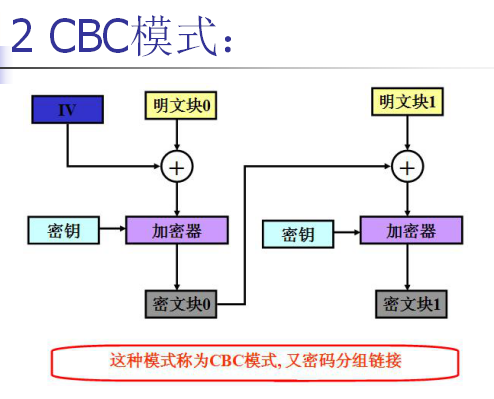 2 CBC模式：
IV
明文块0
明文块1
密钥
加密器
密钥
加密器
密文块0
密文块1
这种模式称为CBC模式, 又密码分组链接